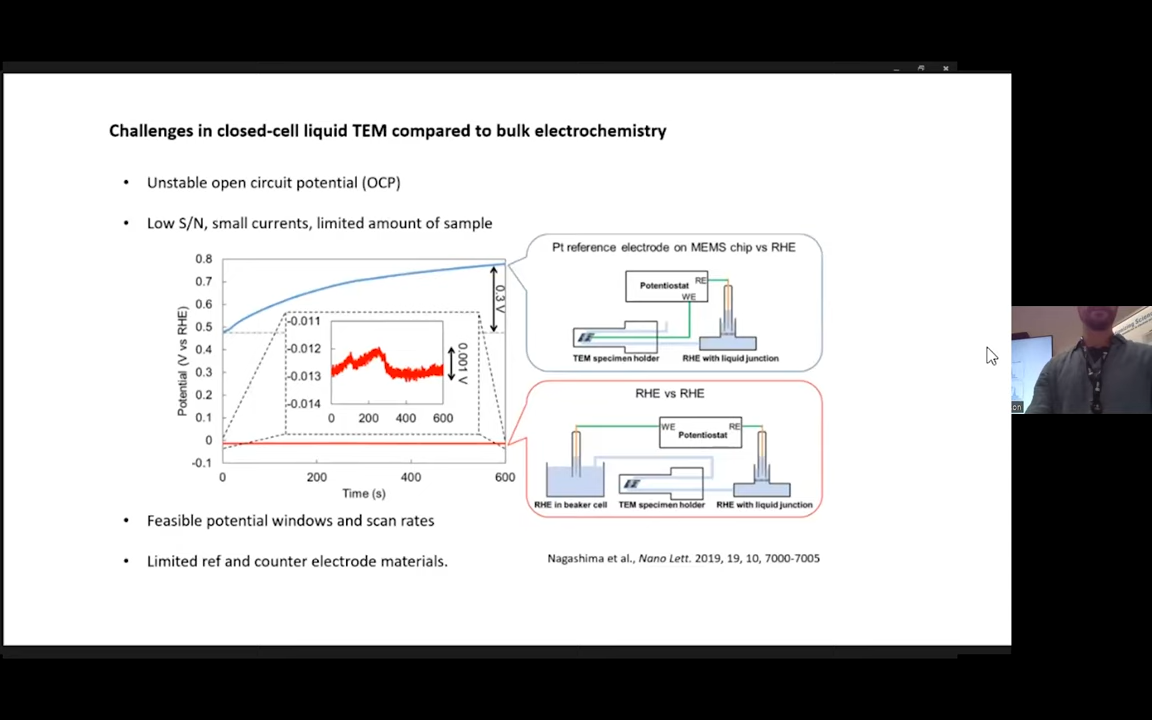 Challenges in closed-cell liquid TEM compared to bulk electrochemistry
• Unstable open circuit potential (OCP)
• Low S/N, small currents, limited amount of sample
Potential (V vs RHE)
0.8
0.7
0.6
0.5
0.4
0.3
0.2
0.1
0
-0.1
0
200
400
600
Time (s)
0.3 V
-0.011
-0.012
-0.013
-0.014
0
200
400
600
0.001 V
Pt reference electrode on MEMS chip vs RHE
Potentiostat
RE
WE
TEM specimen holder
RHE with liquid junction
RHE vs RHE
WE
RE
Potentiostat
RHE in beaker cell
TEM specimen holder
RHE with liquid junction
• Feasible potential windows and scan rates
• Limited ref and counter electrode materials.
Nagashima et al., Nano Lett. 2019, 19, 10, 7000-7005
on